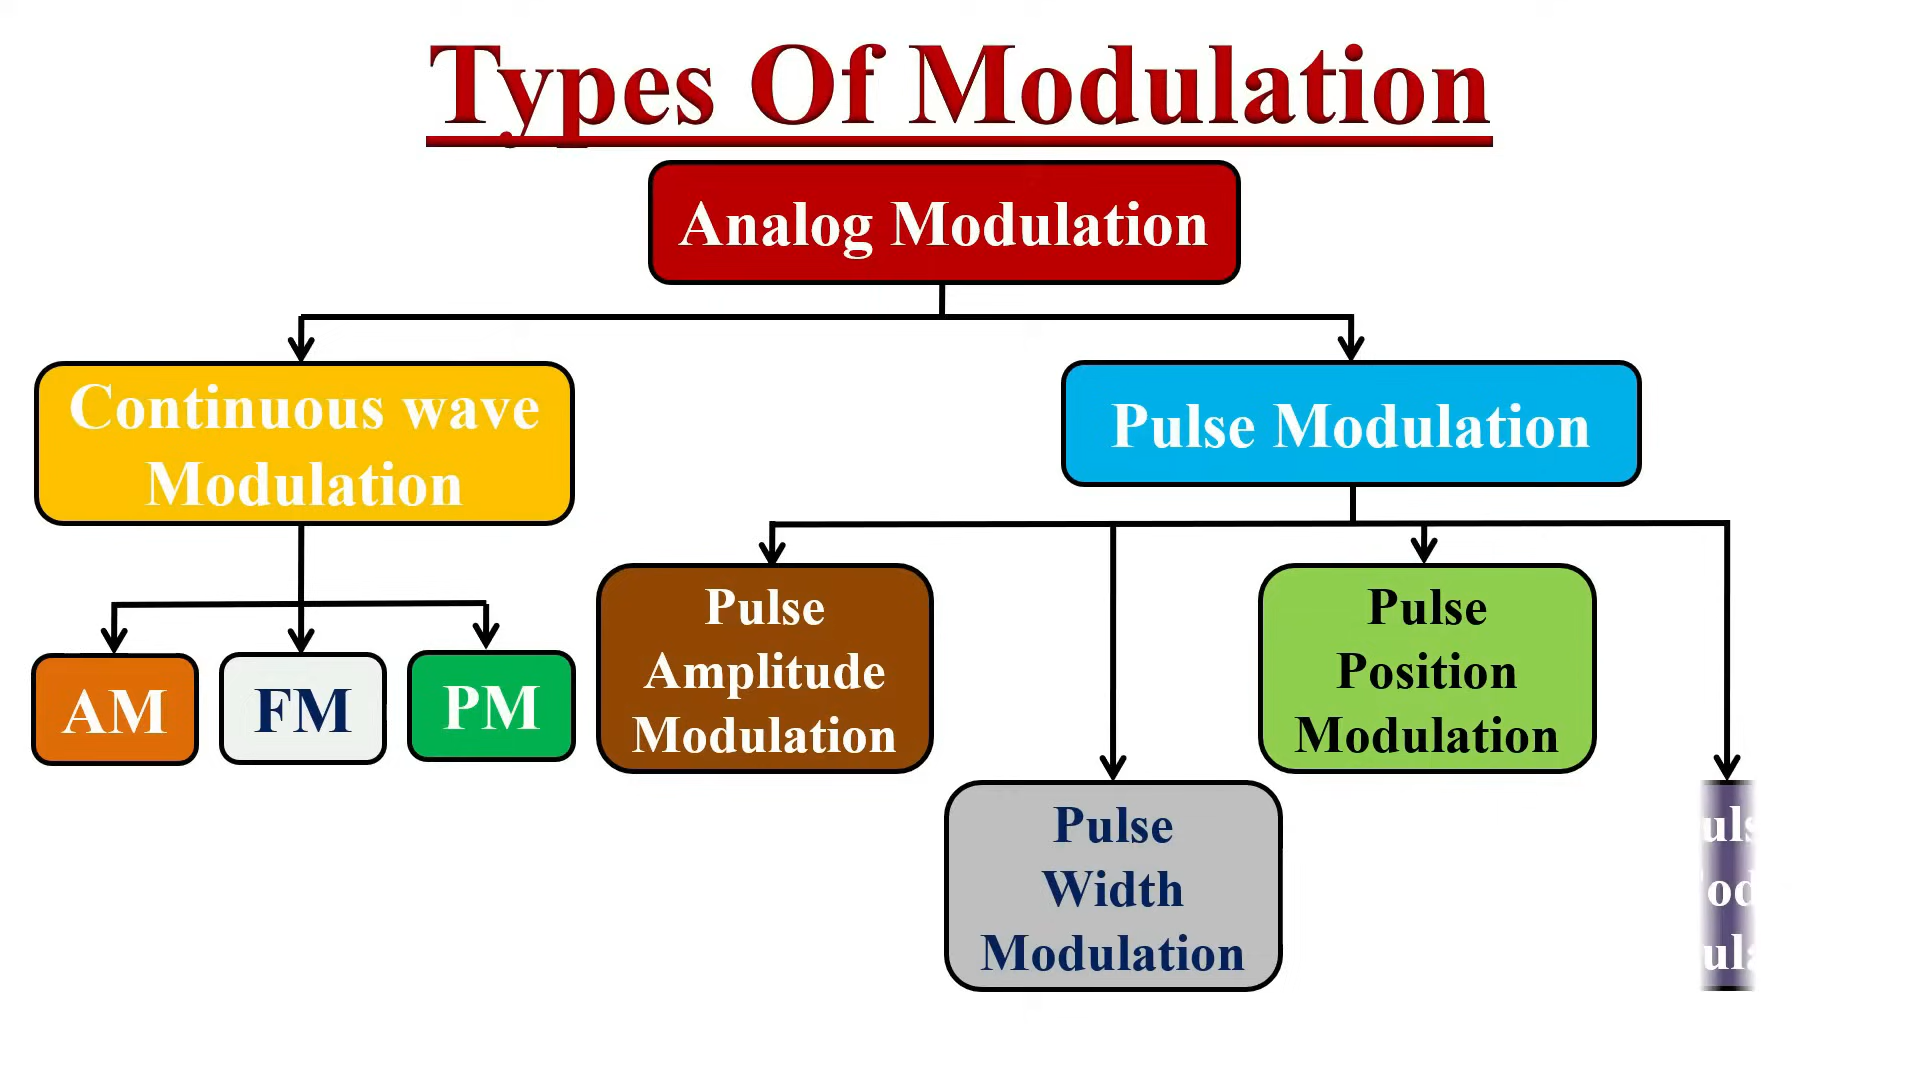 Types Of Modulation
Analog Modulation
Continuous wave
Modulation
Pulse Modulation
AM
FM
PM
Pulse
Amplitude
Modulation
Pulse
Width
Modulation
Pulse
Position
Modulation